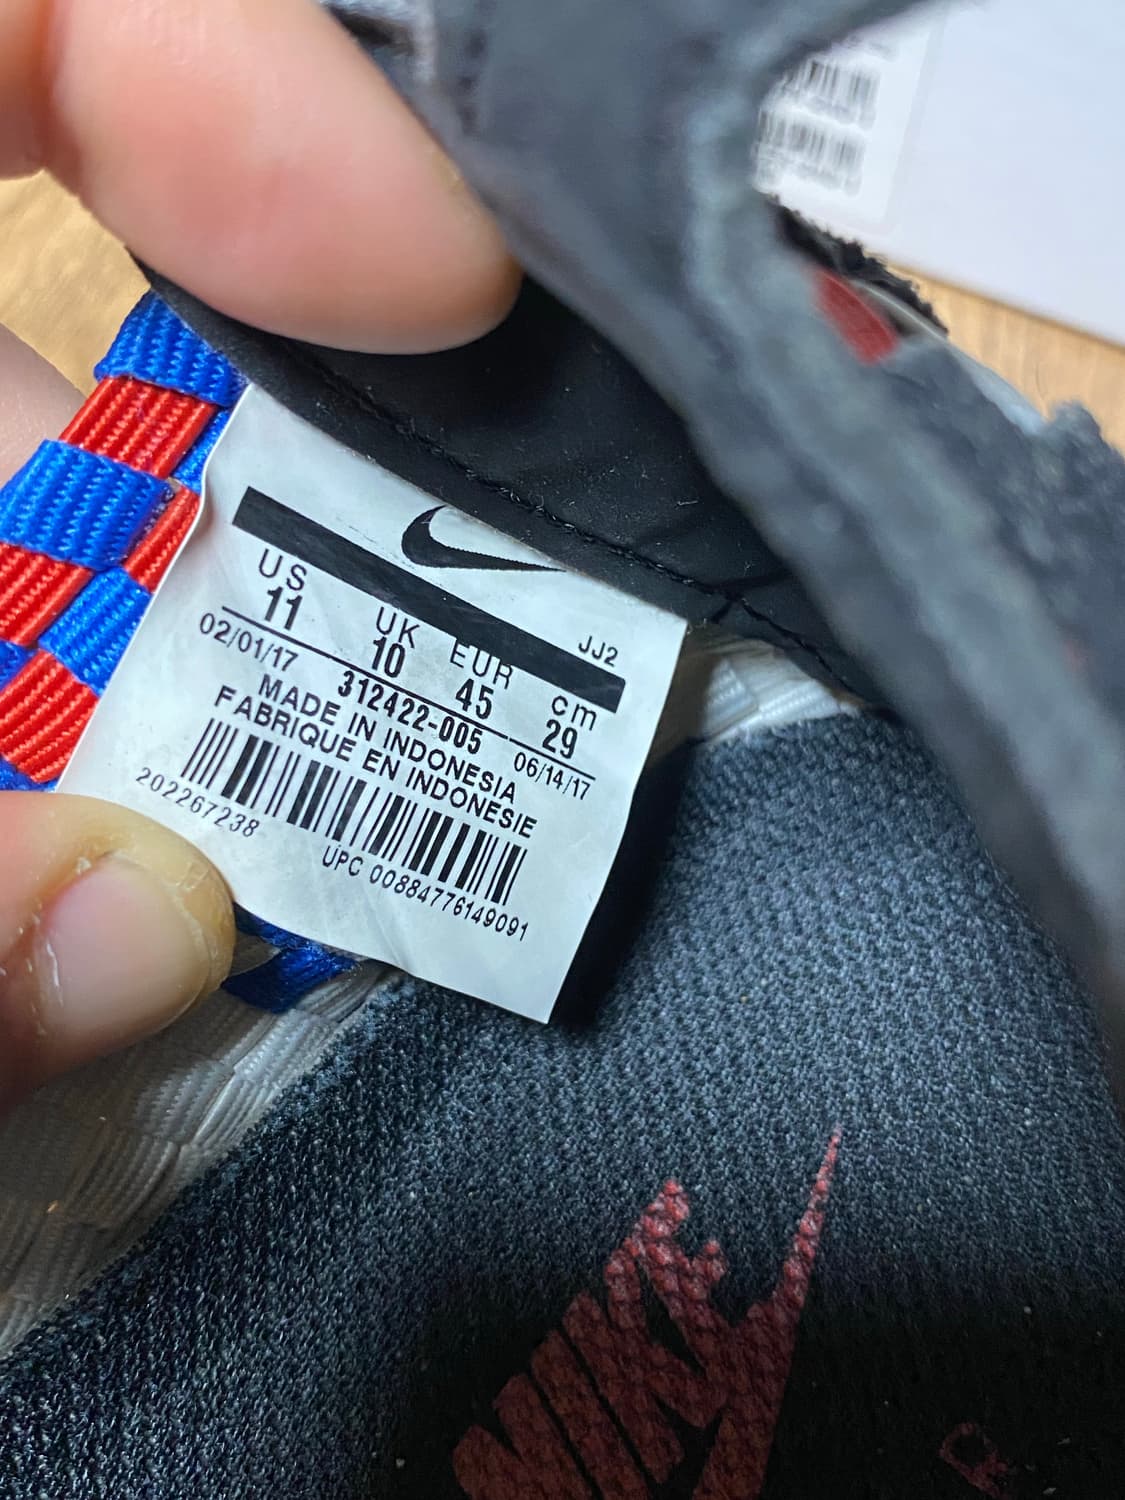 JJ2
US UK EUR cm
11 10 45 29
02/01/17 312422-005 06/14/17
MADE IN INDONESIA
FABRIQUE EN INDONESIE
202267238
UPC 00884776149091
NIKE